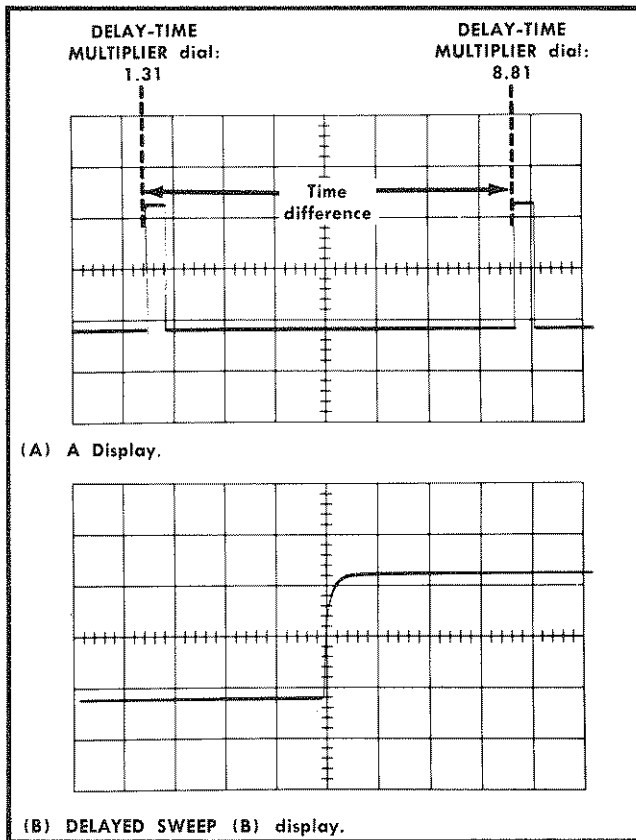 DELAY-TIME
MULTIPLIER dial:
1.31
DELAY-TIME
MULTIPLIER dial:
8.81
Time
difference
(A) A Display.
(B) DELAYED SWEEP (B) display.